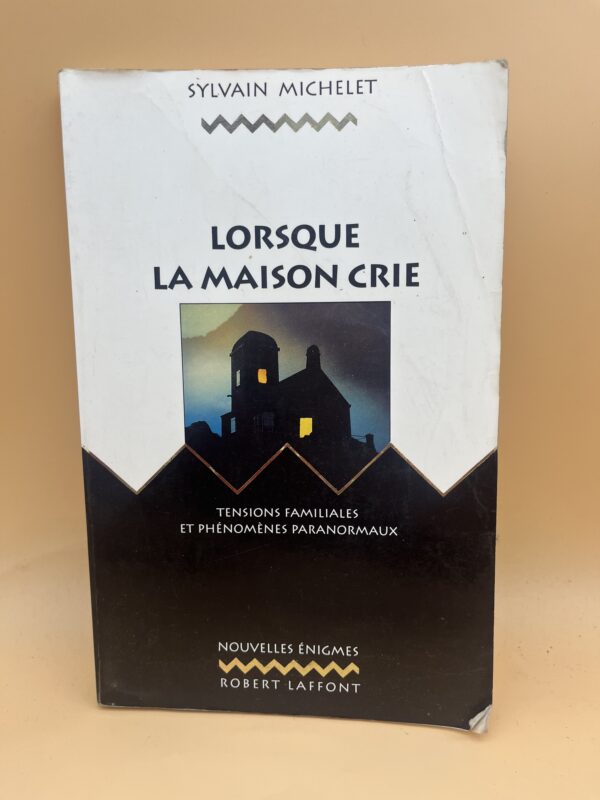 SYLVAIN MICHELET
LORSQUE
LA MAISON CRIE
TENSIONS FAMILIALES
ET PHÉNOMÈNES PARANORMAUX
NOUVELLES ÉNIGMES
ROBERT LAFFONT